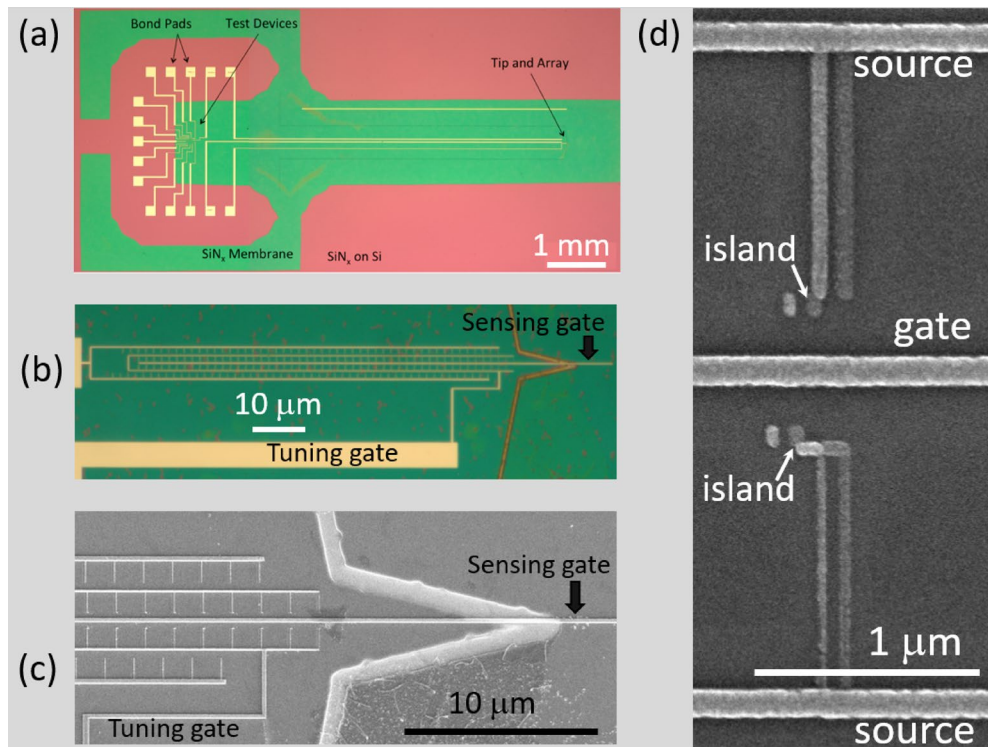 (a)
Bond Pads
Test Devices
Tip and Array
SiNx Membrane
SiNx on Si
1 mm
(b)
Sensing gate
10 μm
Tuning gate
(c)
Sensing gate
Tuning gate
10 μm
(d)
source
island
gate
island
1 μm
source